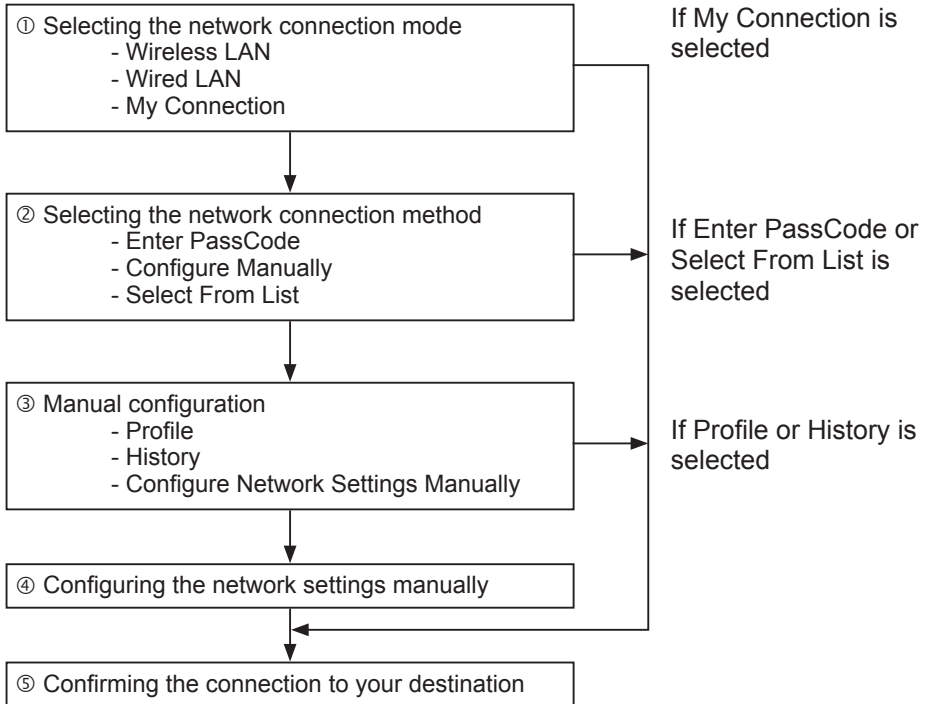 ① Selecting the network connection mode
- Wireless LAN
- Wired LAN
- My Connection
If My Connection is
selected
② Selecting the network connection method
- Enter PassCode
- Configure Manually
- Select From List
If Enter PassCode or
Select From List is
selected
③ Manual configuration
- Profile
- History
- Configure Network Settings Manually
If Profile or History is
selected
④ Configuring the network settings manually
⑤ Confirming the connection to your destination